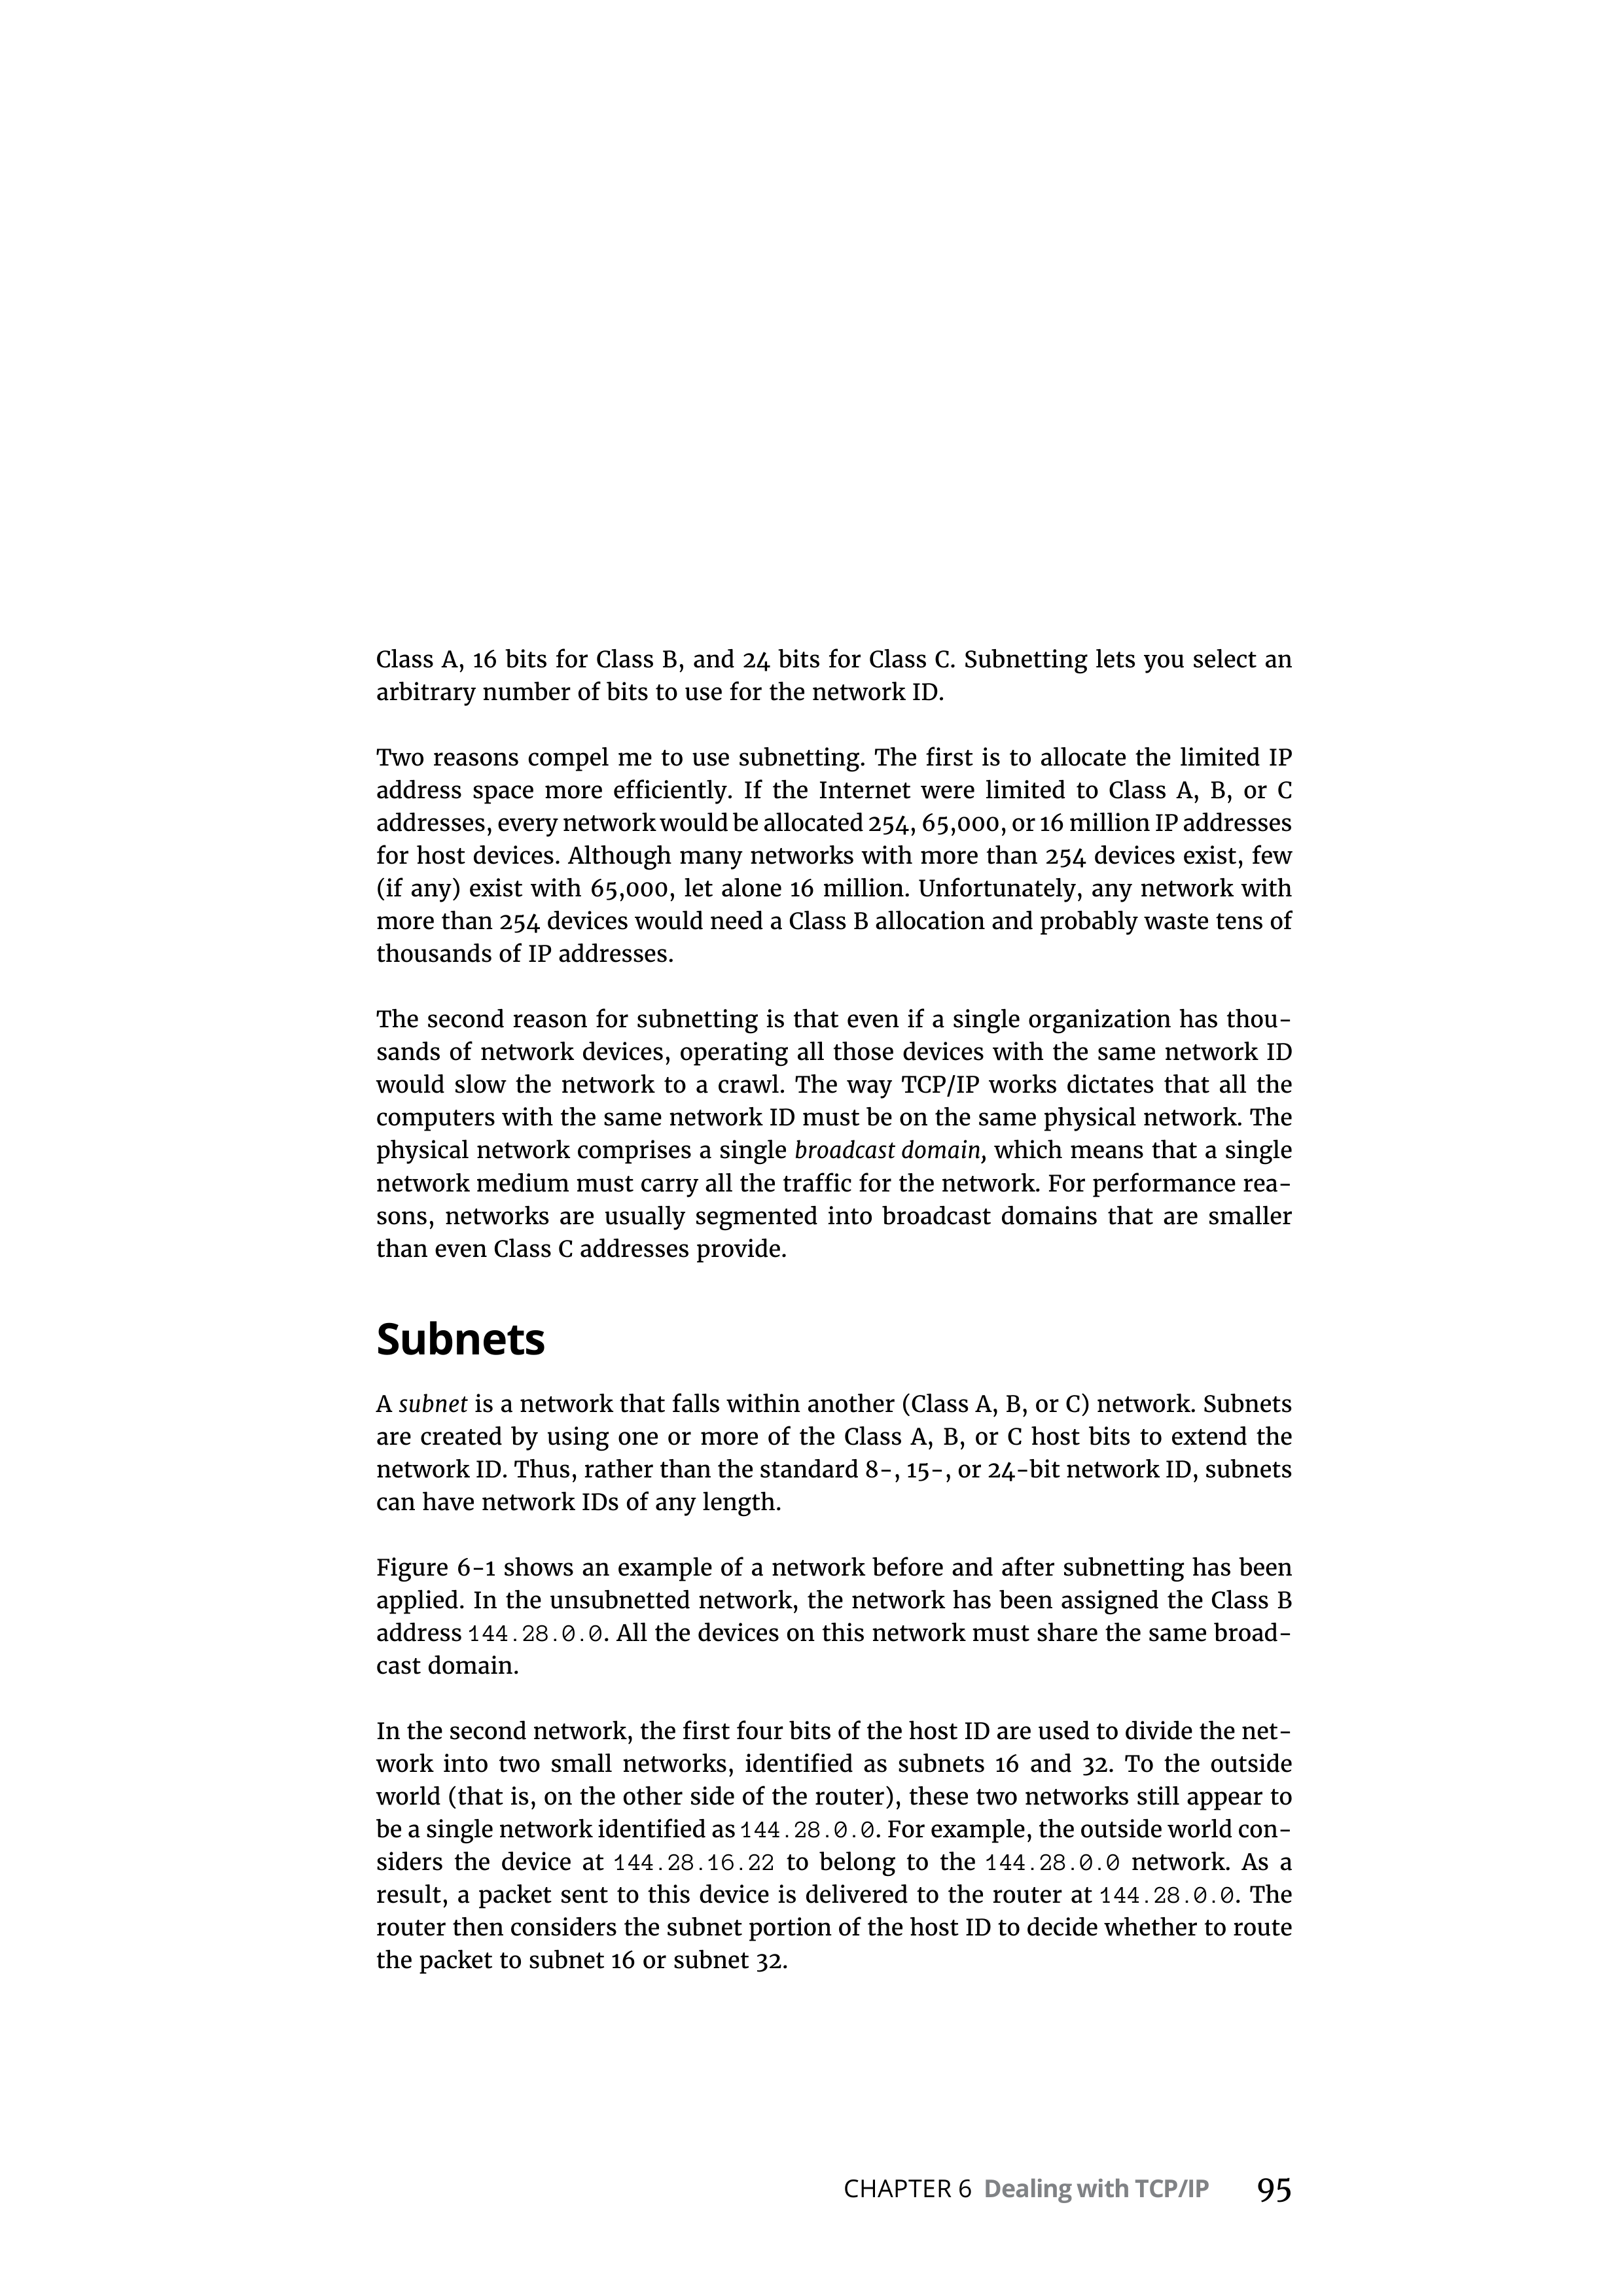 Class A, 16 bits for Class B, and 24 bits for Class C. Subnetting lets you select an
arbitrary number of bits to use for the network ID.
Two reasons compel me to use subnetting. The first is to allocate the limited IP
address space more efficiently. If the Internet were limited to Class A, B, or C
addresses, every network would be allocated 254, 65,000, or 16 million IP addresses
for host devices. Although many networks with more than 254 devices exist, few
(if any) exist with 65,000, let alone 16 million. Unfortunately, any network with
more than 254 devices would need a Class B allocation and probably waste tens of
thousands of IP addresses.
The second reason for subnetting is that even if a single organization has thou-
sands of network devices, operating all those devices with the same network ID
would slow the network to a crawl. The way TCP/IP works dictates that all the
computers with the same network ID must be on the same physical network. The
physical network comprises a single broadcast domain, which means that a single
network medium must carry all the traffic for the network. For performance rea-
sons, networks are usually segmented into broadcast domains that are smaller
than even Class C addresses provide.
Subnets
A subnet is a network that falls within another (Class A, B, or C) network. Subnets
are created by using one or more of the Class A, B, or C host bits to extend the
network ID. Thus, rather than the standard 8-, 15-, or 24-bit network ID, subnets
can have network IDs of any length.
Figure 6-1 shows an example of a network before and after subnetting has been
applied. In the unsubnetted network, the network has been assigned the Class B
address 144.28.0.0. All the devices on this network must share the same broad-
cast domain.
In the second network, the first four bits of the host ID are used to divide the net-
work into two small networks, identified as subnets 16 and 32. To the outside
world (that is, on the other side of the router), these two networks still appear to
be a single network identified as 144.28.0.0. For example, the outside world con-
siders the device at 144.28.16.22 to belong to the 144.28.0.0 network. As a
result, a packet sent to this device is delivered to the router at 144.28.0.0. The
router then considers the subnet portion of the host ID to decide whether to route
the packet to subnet 16 or subnet 32.
CHAPTER 6 Dealing with TCP/IP 95